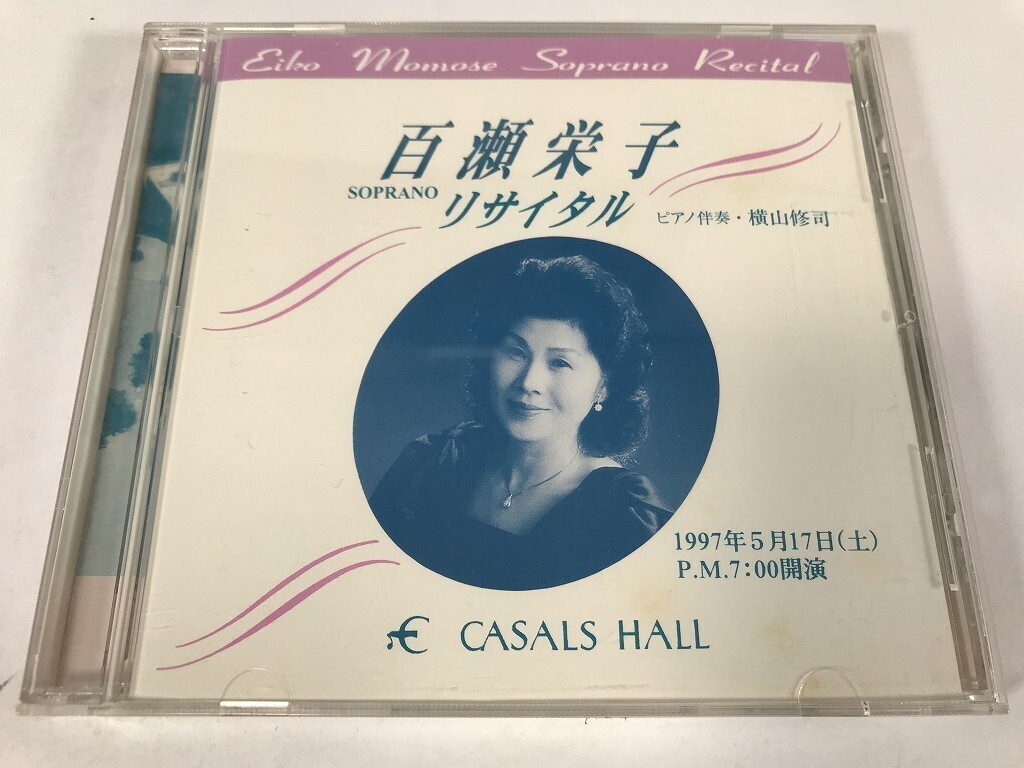 Eiko Momose Soprano Recital
百瀬栄子
SOPRANO リサイタル ピアノ伴奏・横山修司
1997年5月17日(土)
P.M.7:00開演
CASALS HALL